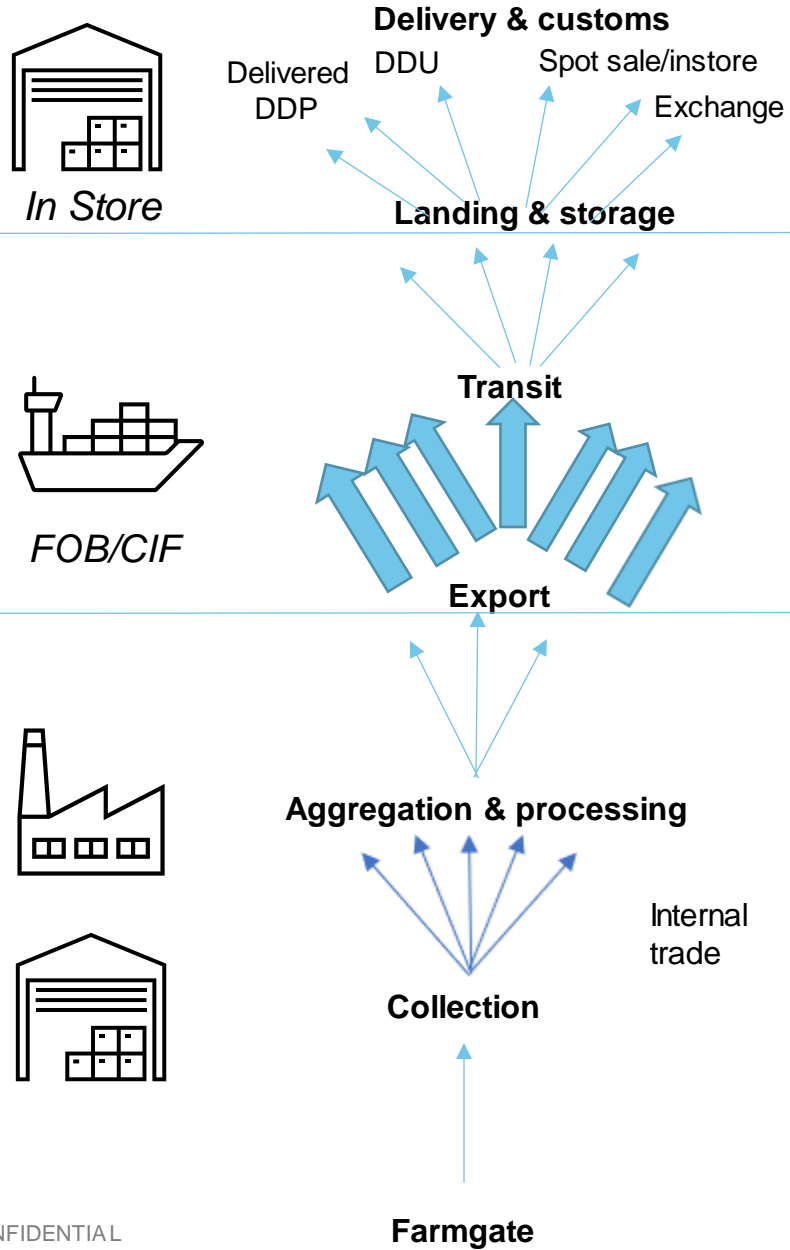 Delivery & customs
Delivered
DDP
DDU
Spot sale/instore
Exchange
In Store
Landing & storage
Transit
FOB/CIF
Export
Aggregation & processing
Internal
trade
Collection
NFIDENTIAL
Farmgate